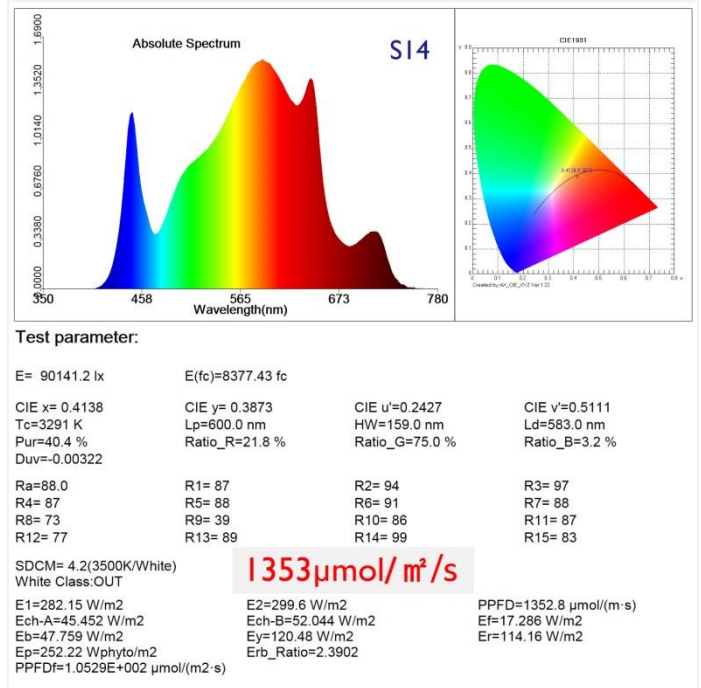 Absolute Spectrum
S14
1.6900
1.3520
1.0140
0.6760
0.3380
0.0000
350 458 565 673 780
Wavelength(nm)
CIE1931
Created by AX_CIE_XYZ Ver 1.22
Test parameter:
E= 90141.2 lx E(fc)=8377.43 fc
CIE x= 0.4138 CIE y= 0.3873 CIE u'=0.2427 CIE v'=0.5111
Tc=3291 K Lp=600.0 nm HW=159.0 nm Ld=583.0 nm
Pur=40.4 % Ratio_R=21.8 % Ratio_G=75.0 % Ratio_B=3.2 %
Duv=-0.00322
Ra=88.0 R1= 87 R2= 94 R3= 97
R4= 87 R5= 88 R6= 91 R7= 88
R8= 73 R9= 39 R10= 86 R11= 87
R12= 77 R13= 89 R14= 99 R15= 83
SDCM= 4.2(3500K/White)
White Class:OUT
1353μmol/㎡/s
E1=282.15 W/m2 E2=299.6 W/m2 PPFD=1352.8 μmol/(m·s)
Ech-A=45.452 W/m2 Ech-B=52.044 W/m2 Ef=17.286 W/m2
Eb=47.759 W/m2 Ey=120.48 W/m2 Er=114.16 W/m2
Ep=252.22 Wphyto/m2 Erb_Ratio=2.3902
PPFDf=1.0529E+002 μmol/(m2·s)